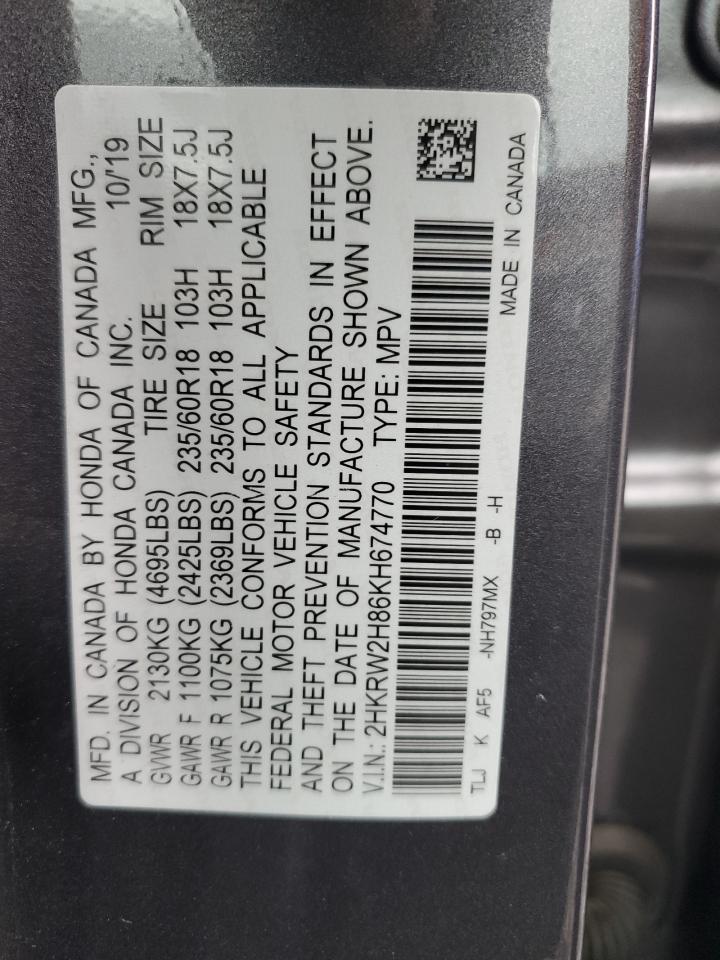 MFD. IN CANADA BY HONDA OF CANADA MFG.,
A DIVISION OF HONDA CANADA INC. 10/'19
GVWR 2130KG (4695LBS) TIRE SIZE RIM SIZE
GAWR F 1100KG (2425LBS) 235/60R18 103H 18X7.5J
GAWR R 1075KG (2369LBS) 235/60R18 103H 18X7.5J
THIS VEHICLE CONFORMS TO ALL APPLICABLE
FEDERAL MOTOR VEHICLE SAFETY
AND THEFT PREVENTION STANDARDS IN EFFECT
ON THE DATE OF MANUFACTURE SHOWN ABOVE.
V.I.N.: 2HKRW2H86KH674770 TYPE: MPV
TLJ K AF5 -NH797MX -B -H MADE IN CANADA